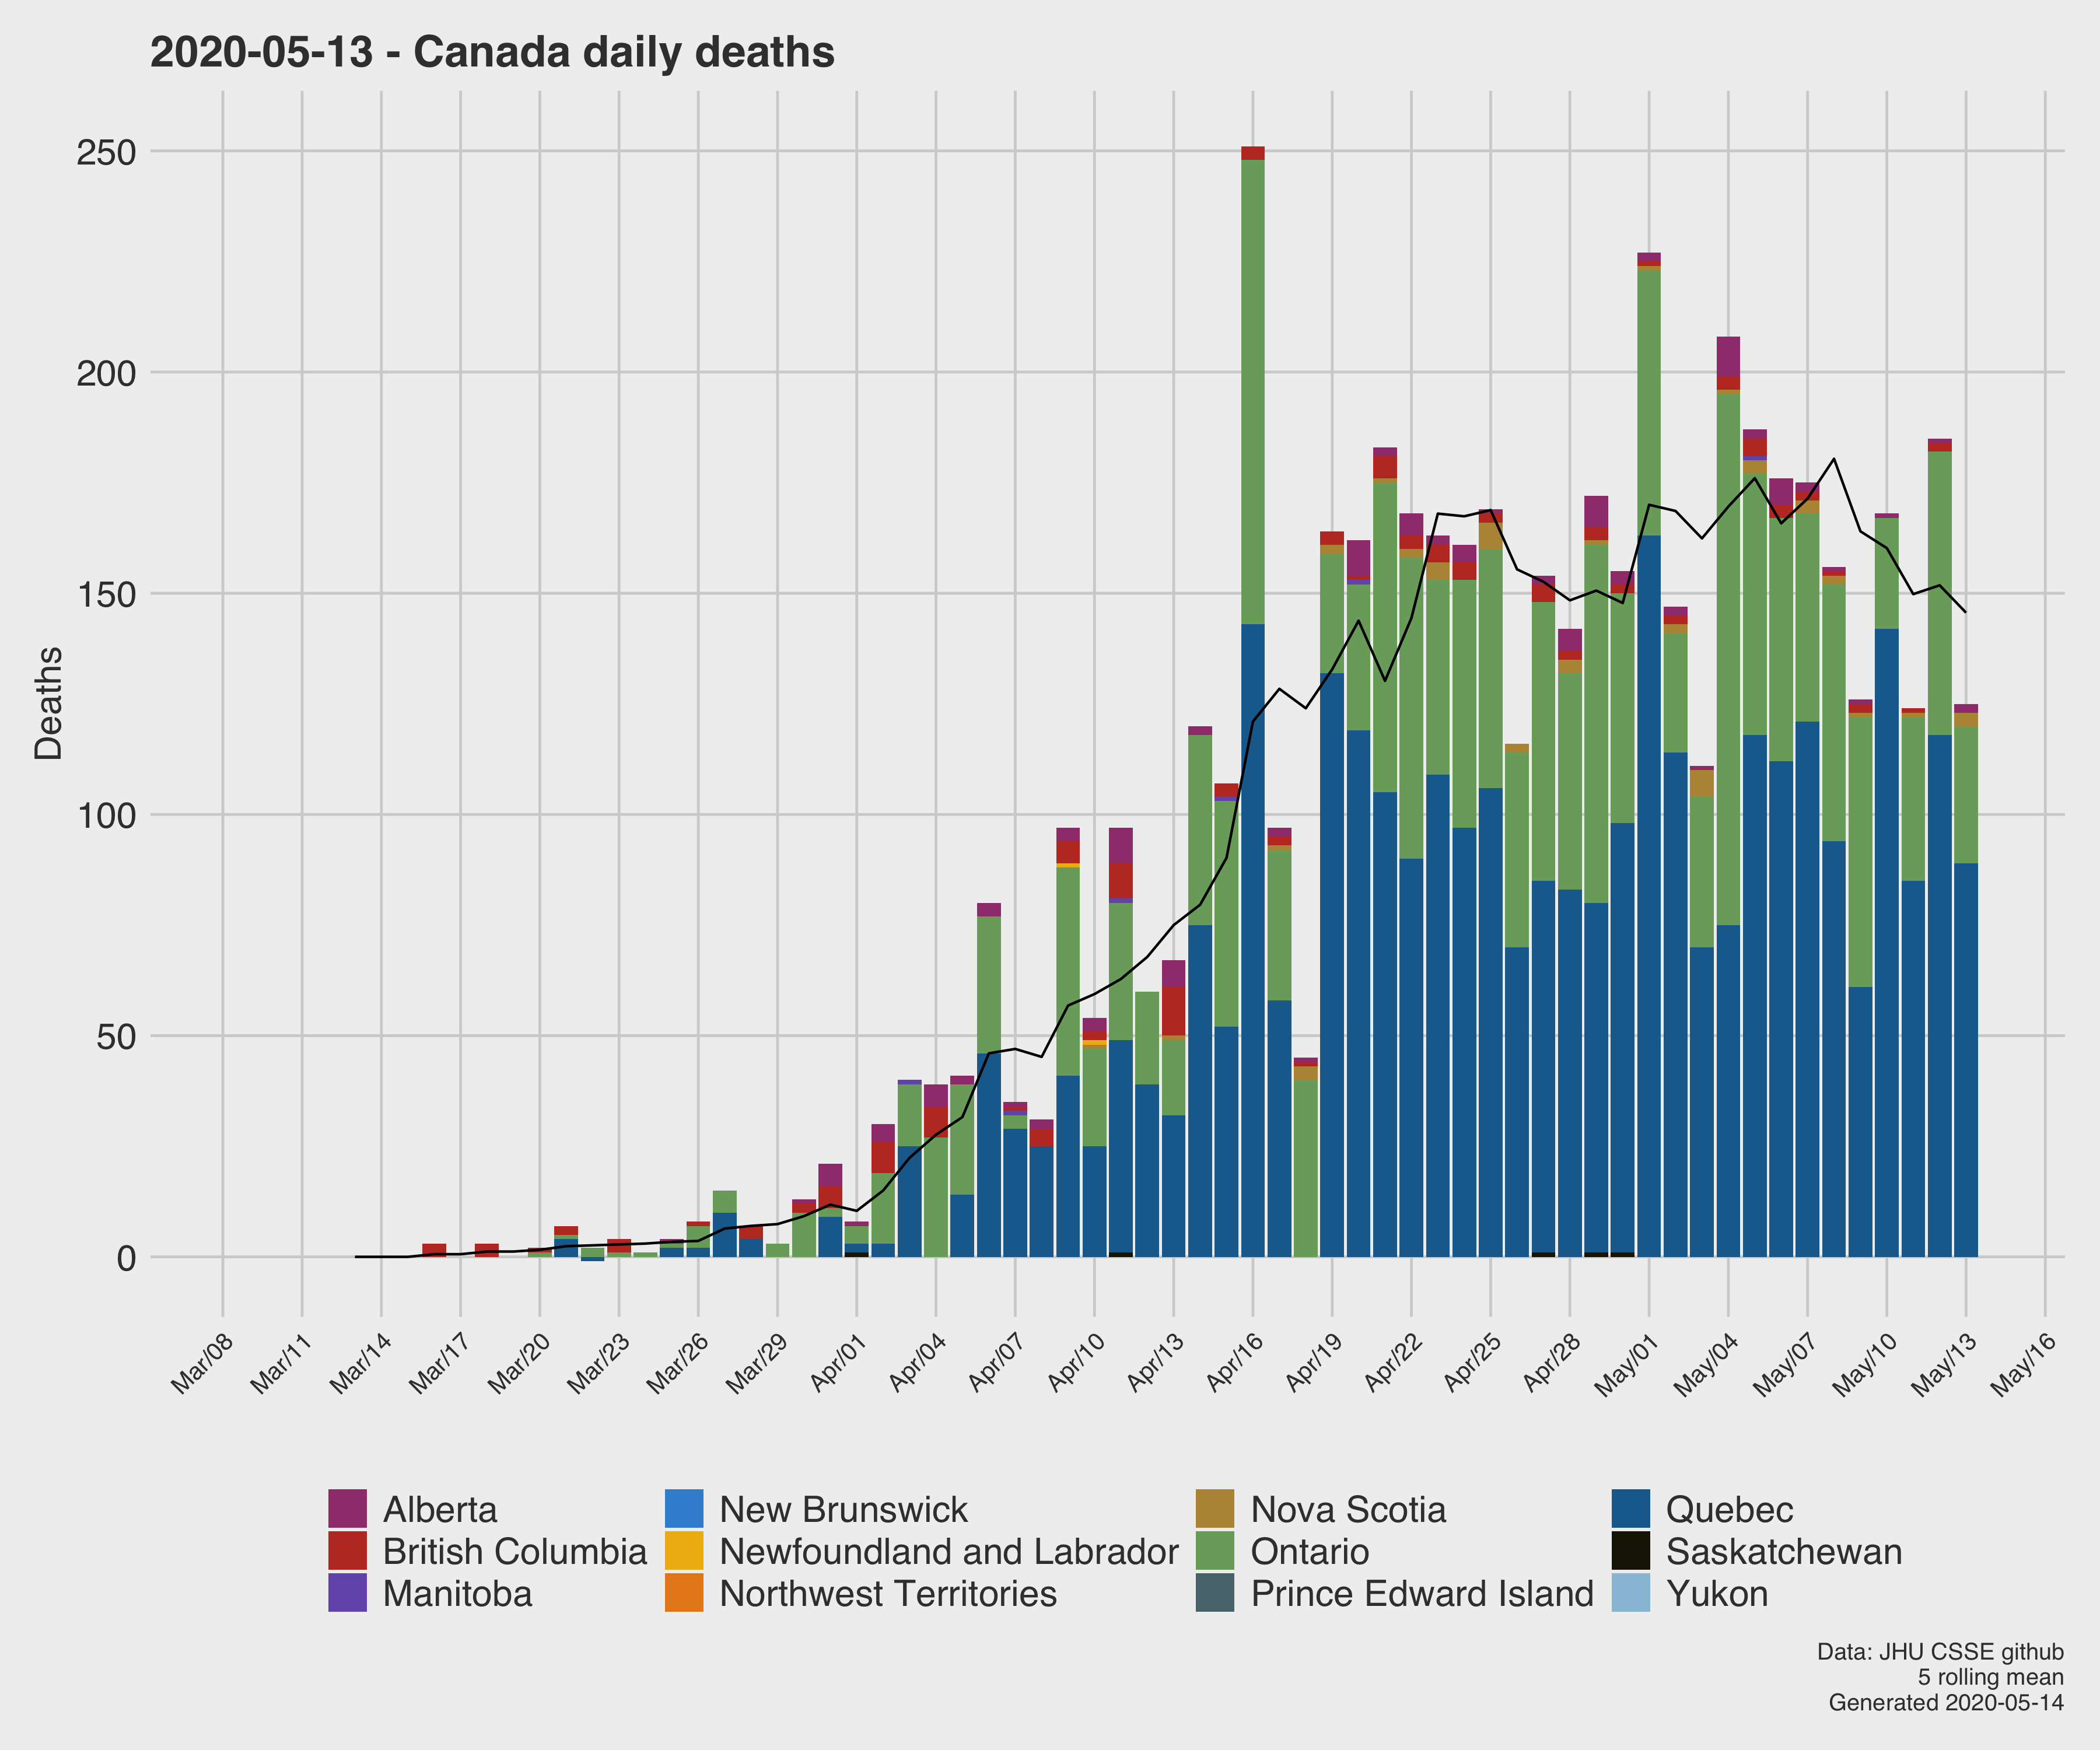 2020-05-13 - Canada daily deaths
250
200
150
100
50
0
Deaths
Mar/08
Mar/11
Mar/14
Mar/17
Mar/20
Mar/23
Mar/26
Mar/29
Apr/01
Apr/04
Apr/07
Apr/10
Apr/13
Apr/16
Apr/19
Apr/22
Apr/25
Apr/28
May/01
May/04
May/07
May/10
May/13
May/16
Alberta
New Brunswick
Nova Scotia
Quebec
British Columbia
Newfoundland and Labrador
Ontario
Saskatchewan
Manitoba
Northwest Territories
Prince Edward Island
Yukon
Data: JHU CSSE github
5 rolling mean
Generated 2020-05-14